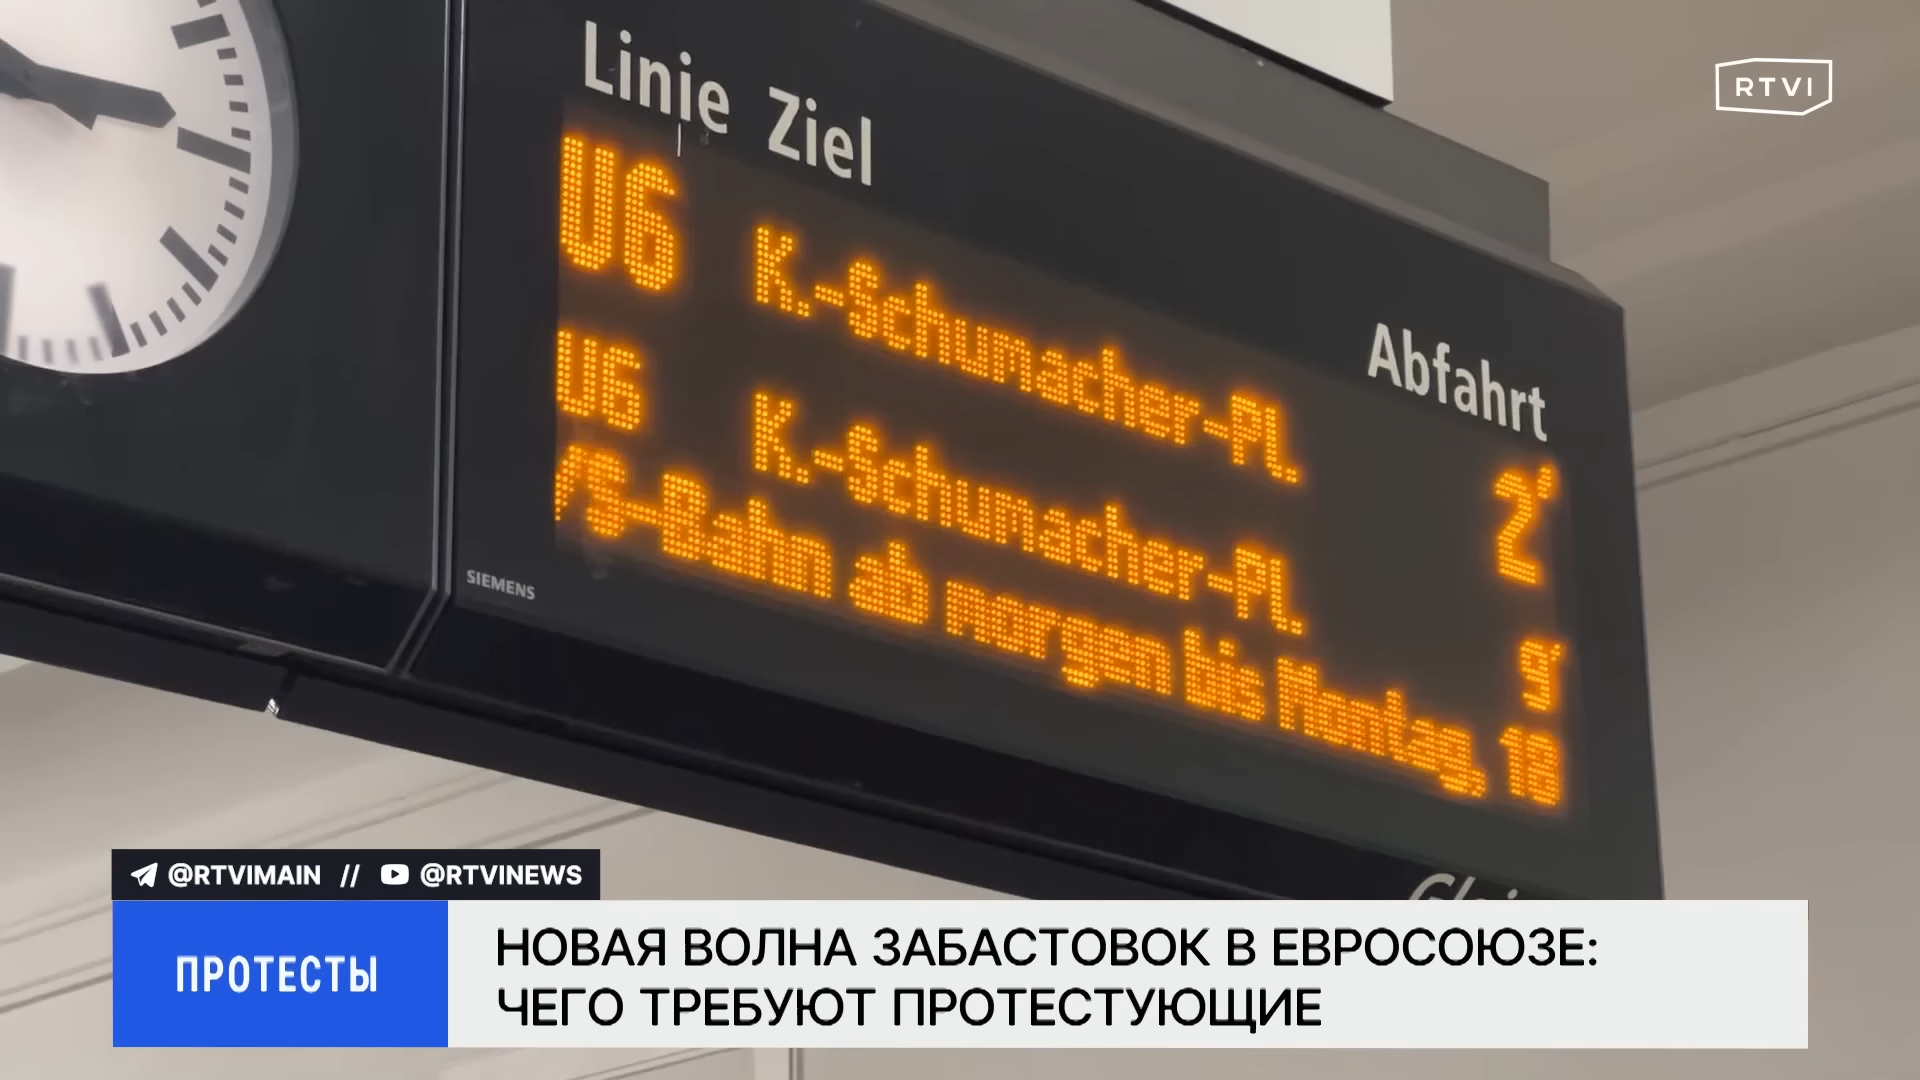 RTVI
Linie Ziel Abfahrt
U6 K.-Schumacher-Pl. 2'
U6 K.-Schumacher-Pl. 9'
/S-Bahn ab morgen bis Montag, 18
SIEMENS
@RTVIMAIN // @RTVINEWS
ПРОТЕСТЫ
НОВАЯ ВОЛНА ЗАБАСТОВОК В ЕВРОСОЮЗЕ:
ЧЕГО ТРЕБУЮТ ПРОТЕСТУЮЩИЕ